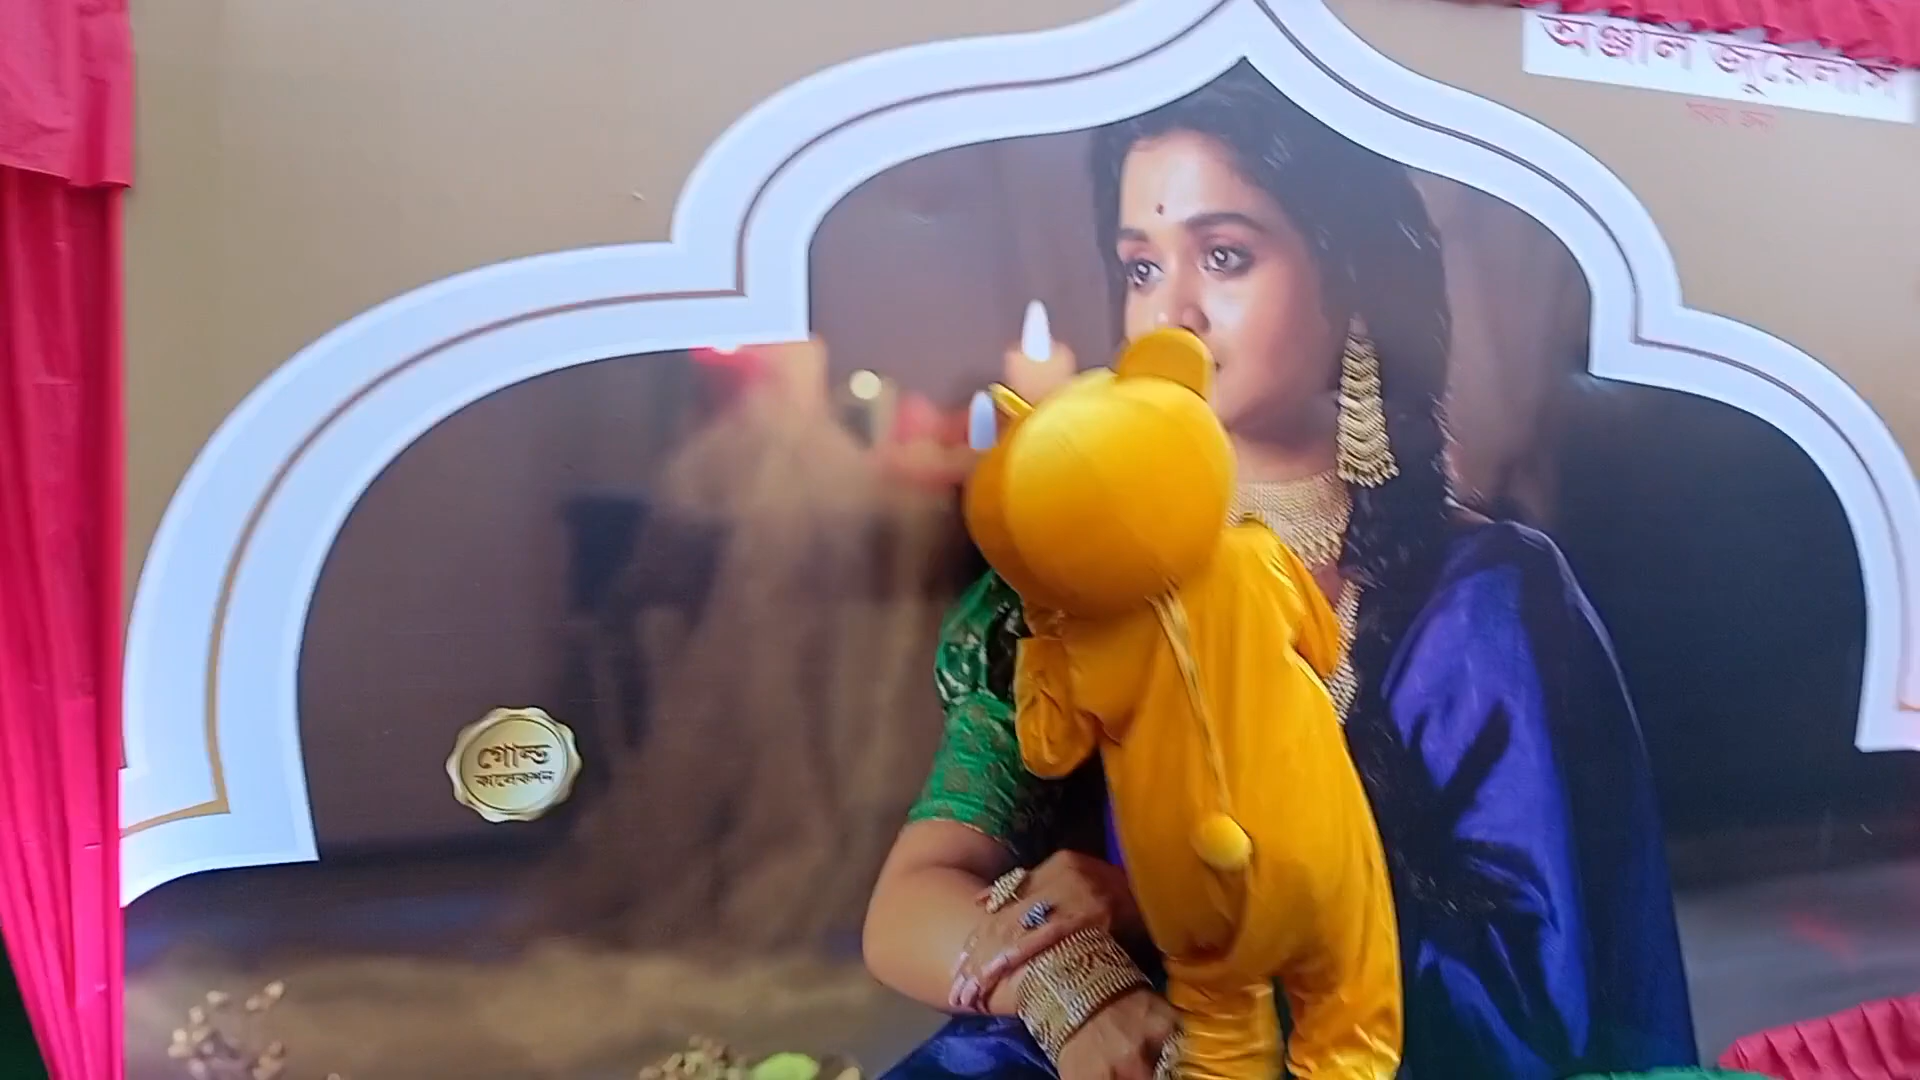 অঞ্জলি জুয়েলার্স
গোল্ড
কালেকশন